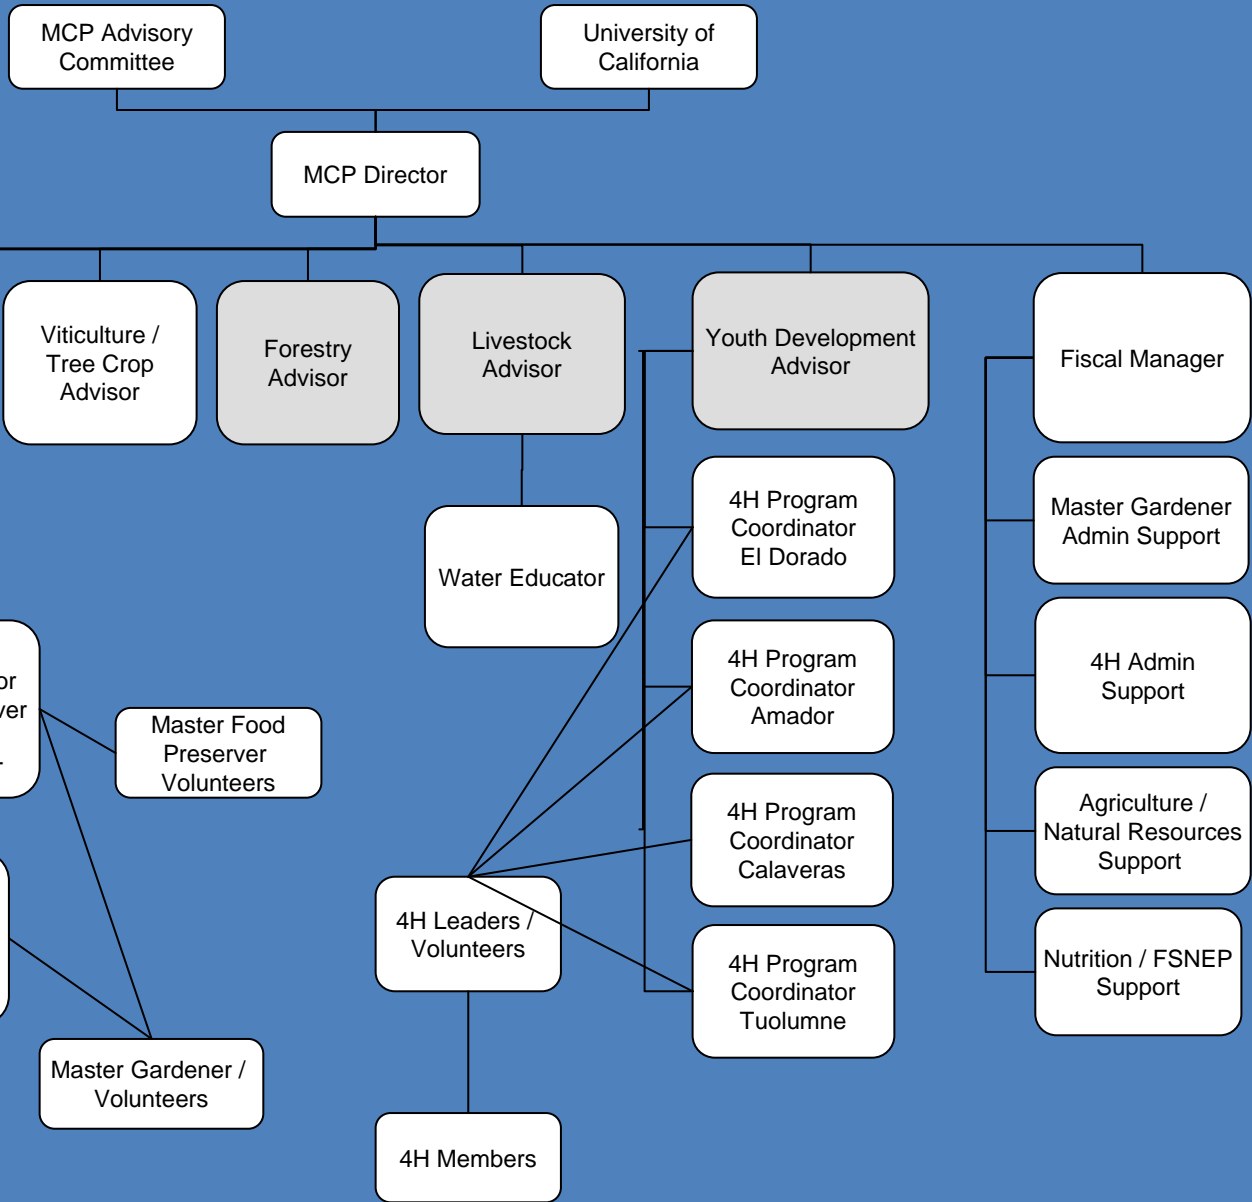 MCP Advisory
Committee
University of
California
MCP Director
Viticulture /
Tree Crop
Advisor
Forestry
Advisor
Livestock
Advisor
Youth Development
Advisor
Fiscal Manager
Water Educator
4H Program
Coordinator
El Dorado
Master Gardener
Admin Support
4H Program
Coordinator
Amador
4H Admin
Support
Master Food
Preserver
Volunteers
4H Program
Coordinator
Calaveras
Agriculture /
Natural Resources
Support
4H Leaders /
Volunteers
4H Program
Coordinator
Tuolumne
Nutrition / FSNEP
Support
Master Gardener /
Volunteers
4H Members